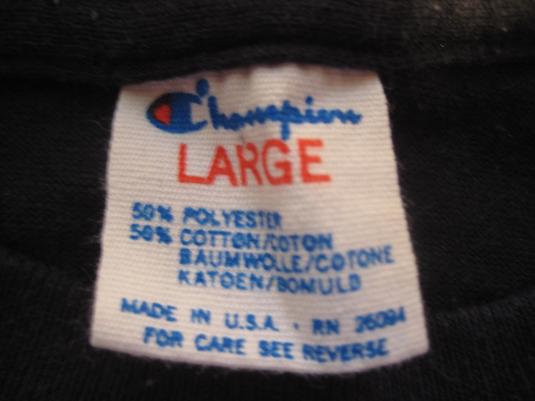 Champion
LARGE
50% POLYESTER
50% COTTON/COTON
BAUMWOLLE/COTONE
KATOEN/BOMULD
MADE IN U.S.A. · RN 26094
FOR CARE SEE REVERSE